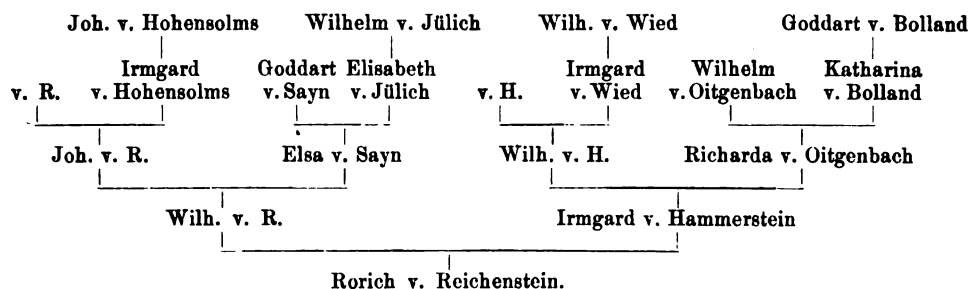 Joh. v. Hohensolms Wilhelm v. Jülich Wilh. v. Wied Goddart v. Bolland
Irmgard Goddart Elisabeth Irmgard Wilhelm Katharina
v. R. v. Hohensolms v. Sayn v. Jülich v. H. v. Wied v. Oitgenbach v. Bolland
Joh. v. R. Elsa v. Sayn Wilh. v. H. Richarda v. Oitgenbach
Wilh. v. R. Irmgard v. Hammerstein
Rorich v. Reichenstein.